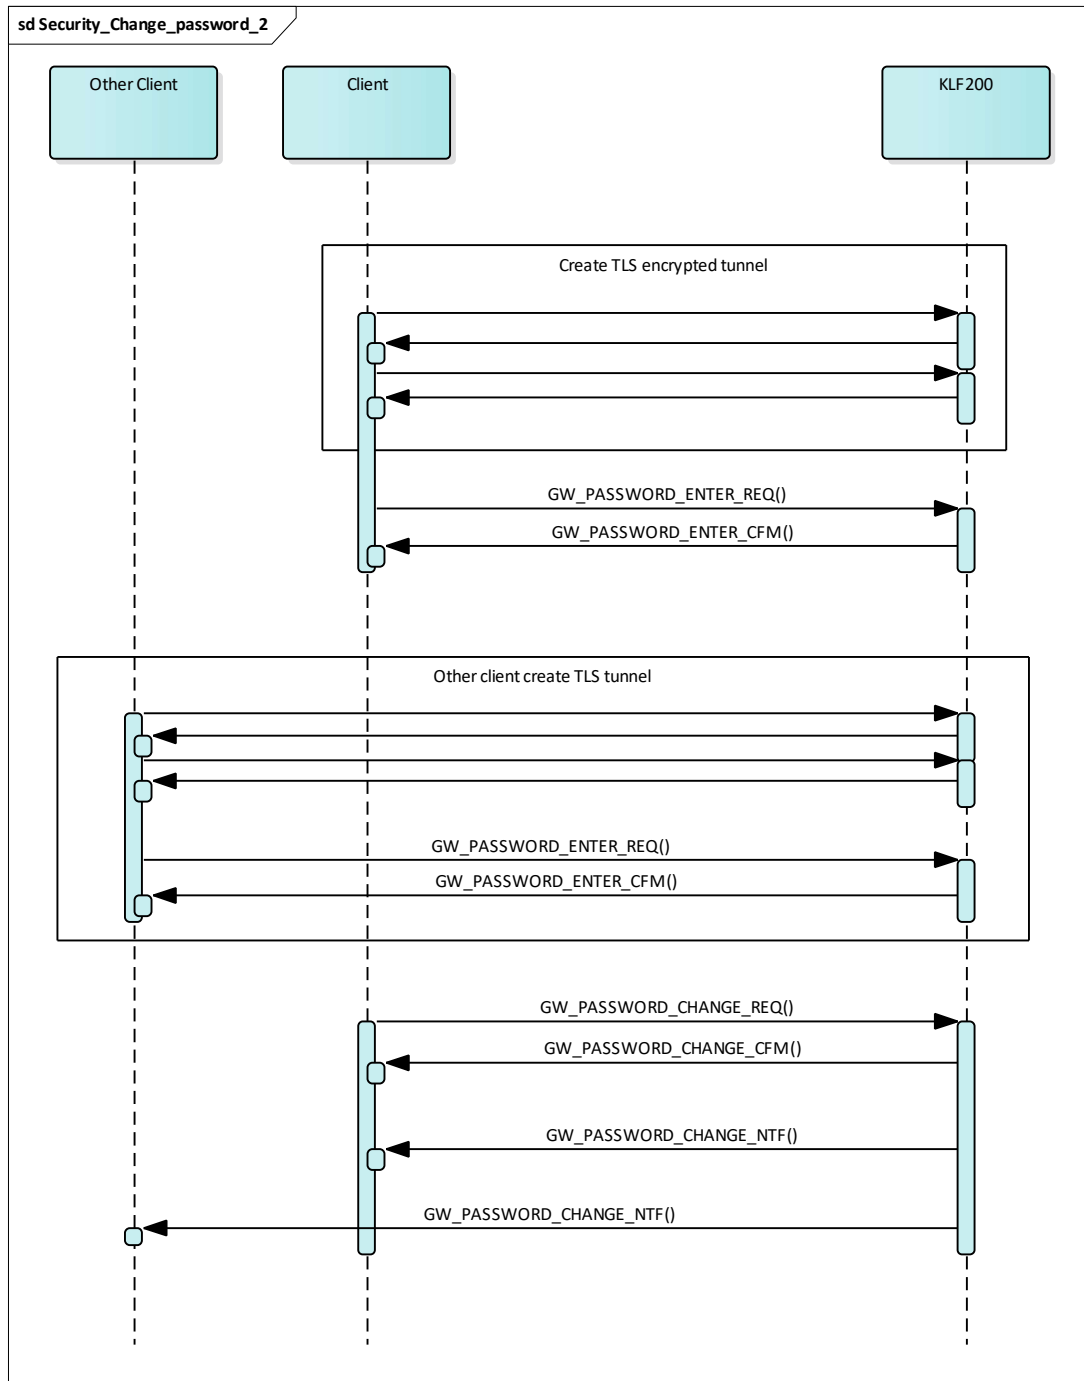 sd Security_Change_password_2
Other Client
Client
KLF200
Create TLS encrypted tunnel
GW_PASSWORD_ENTER_REQ()
GW_PASSWORD_ENTER_CFM()
Other client create TLS tunnel
GW_PASSWORD_ENTER_REQ()
GW_PASSWORD_ENTER_CFM()
GW_PASSWORD_CHANGE_REQ()
GW_PASSWORD_CHANGE_CFM()
GW_PASSWORD_CHANGE_NTF()
GW_PASSWORD_CHANGE_NTF()